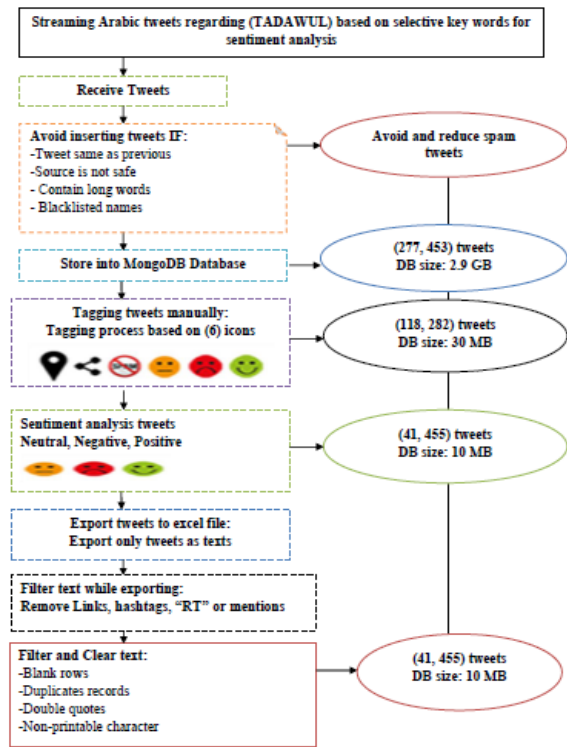 Streaming Arabic tweets regarding (TADAWUL) based on selective key words for
sentiment analysis
Receive Tweets
Avoid inserting tweets IF:
-Tweet same as previous
-Source is not safe
- Contain long words
- Blacklisted names
Avoid and reduce spam
tweets
Store into MongoDB Database
(277, 453) tweets
DB size: 2.9 GB
Tagging tweets manually:
Tagging process based on (6) icons
(118, 282) tweets
DB size: 30 MB
Sentiment analysis tweets
Neutral, Negative, Positive
(41, 455) tweets
DB size: 10 MB
Export tweets to excel file:
Export only tweets as texts
Filter text while exporting:
Remove Links, hashtags, “RT” or mentions
Filter and Clear text:
-Blank rows
-Duplicates records
-Double quotes
-Non-printable character
(41, 455) tweets
DB size: 10 MB